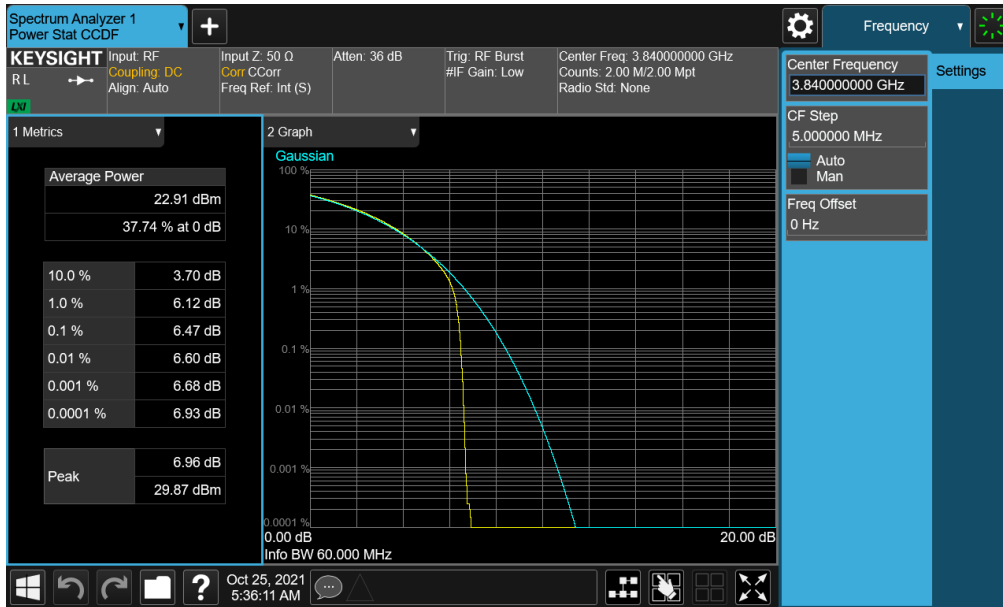 Spectrum Analyzer 1
Power Stat CCDF
Frequency
KEYSIGHT
R L
LXI
Input: RF
Coupling: DC
Align: Auto
Input Z: 50 Ω
Corr CCorr
Freq Ref: Int (S)
Atten: 36 dB
Trig: RF Burst
#IF Gain: Low
Center Freq: 3.840000000 GHz
Counts: 2.00 M/2.00 Mpt
Radio Std: None
Center Frequency
3.840000000 GHz
Settings
CF Step
5.000000 MHz
Auto
Man
Freq Offset
0 Hz
1 Metrics
Average Power
22.91 dBm
37.74 % at 0 dB
10.0 % 3.70 dB
1.0 % 6.12 dB
0.1 % 6.47 dB
0.01 % 6.60 dB
0.001 % 6.68 dB
0.0001 % 6.93 dB
Peak
6.96 dB
29.87 dBm
2 Graph
Gaussian
100 %
10 %
1 %
0.1 %
0.01 %
0.001 %
0.0001 %
0.00 dB 20.00 dB
Info BW 60.000 MHz
Oct 25, 2021
5:36:11 AM